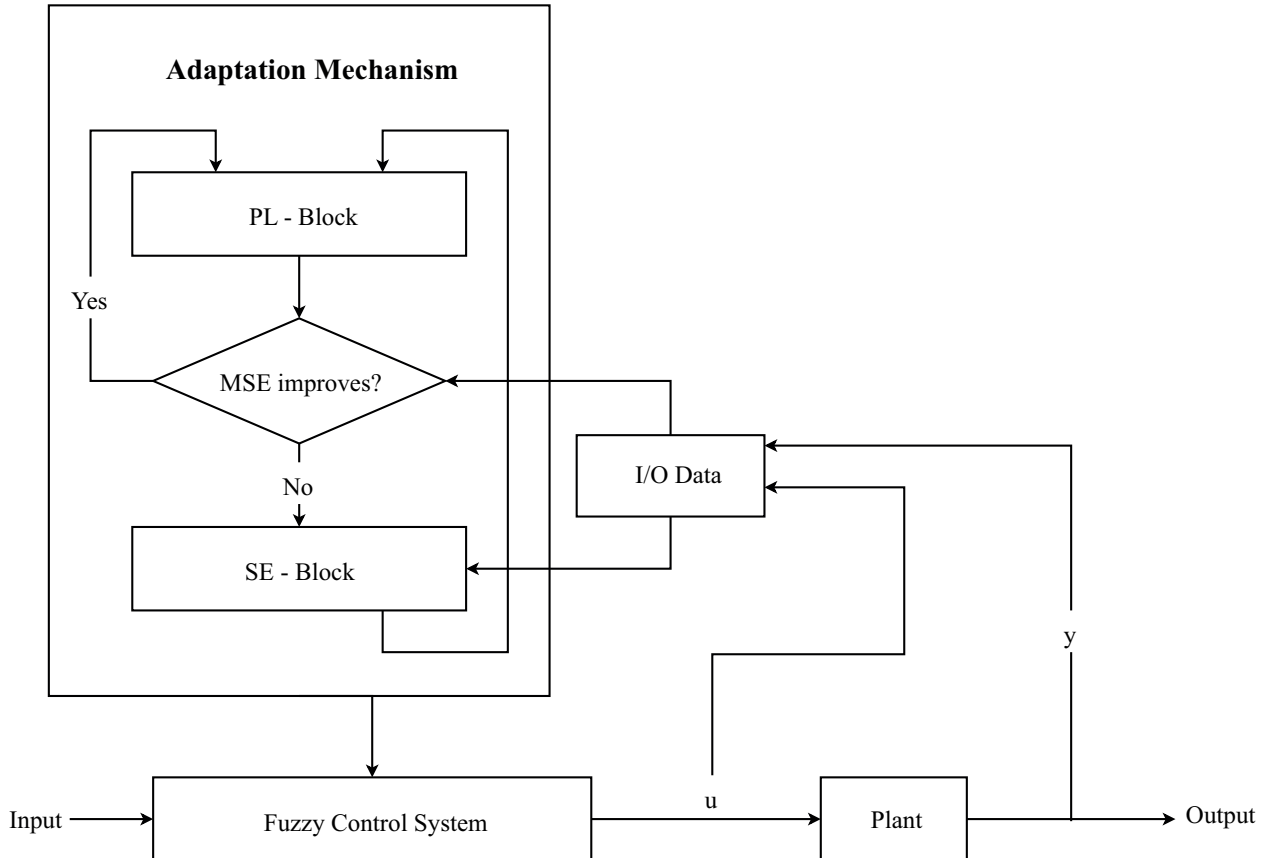 Adaptation Mechanism
PL - Block
Yes
MSE improves?
I/O Data
No
SE - Block
y
u
Input
Fuzzy Control System
Plant
Output